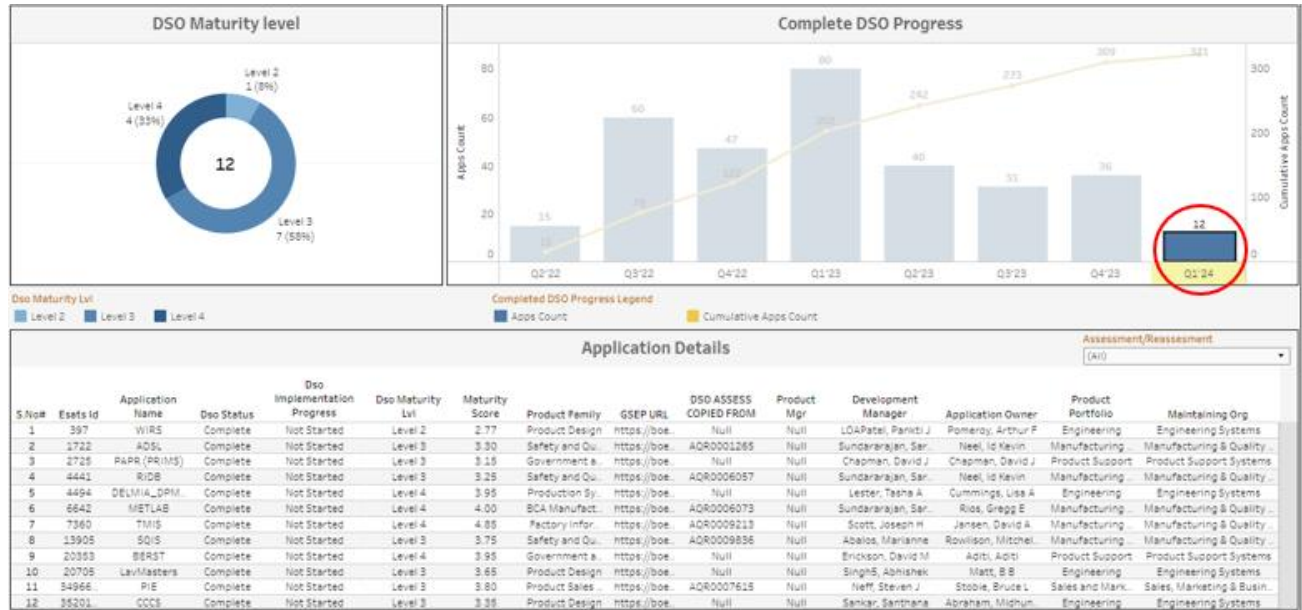 DSO Maturity level
Level 2
1 (8%)
Level 4
4 (33%)
12
Level 3
7 (58%)
Complete DSO Progress
Apps Count
80
60
40
20
0
15
60
47
80
40
31
36
12
242
273
309
321
300
200
100
0
Cumulative Apps Count
Q2'22 Q3'22 Q4'22 Q1'23 Q2'23 Q3'23 Q4'23 Q1'24
Dso Maturity Lvl
Level 2 Level 3 Level 4
Completed DSO Progress Legend
Apps Count Cumulative Apps Count
Application Details
Assessment/Reassesment
(All)
S.No# Esats Id Application Name Dso Status Dso Implementation Progress Dso Maturity Lvl Maturity Score Product Family GSEP URL DSO ASSESS COPIED FROM Product Mgr Development Manager Application Owner Product Portfolio Maintaining Org
1 397 WIRS Complete Not Started Level 2 2.77 Product Design https://boe.. Null Null LOAPatel, Pankti J Pomeroy, Arthur F Engineering Engineering Systems
2 1722 AOSL Complete Not Started Level 3 3.30 Safety and Qu.. https://boe.. AQR0001265 Null Sundararajan, Sar.. Neel, Id Kevin Manufacturing .. Manufacturing & Quality ..
3 2725 PAPR (PRIMS) Complete Not Started Level 3 3.15 Government a.. https://boe.. Null Null Chapman, David J Chapman, David J Product Support Product Support Systems
4 4441 RIDB Complete Not Started Level 3 3.25 Safety and Qu.. https://boe.. AQR0006057 Null Sundararajan, Sar.. Neel, Id Kevin Manufacturing .. Manufacturing & Quality ..
5 4494 DELMIA_DPM.. Complete Not Started Level 4 3.95 Production Sy.. https://boe.. Null Null Lester, Tasha A Cummings, Lisa A Engineering Engineering Systems
6 6642 METLAB Complete Not Started Level 4 4.00 BCA Manufact.. https://boe.. AQR0006073 Null Sundararajan, Sar.. Rios, Gregg E Manufacturing .. Manufacturing & Quality ..
7 7360 TMIS Complete Not Started Level 4 4.85 Factory Infor.. https://boe.. AQR0009213 Null Scott, Joseph H Jansen, David A Manufacturing .. Manufacturing & Quality ..
8 13905 SQIS Complete Not Started Level 3 3.75 Safety and Qu.. https://boe.. AQR0009836 Null Abalos, Marianne Rowlison, Mitchel.. Manufacturing .. Manufacturing & Quality ..
9 20353 BERST Complete Not Started Level 4 3.95 Government a.. https://boe.. Null Null Erickson, David M Aditi, Aditi Product Support Product Support Systems
10 20705 LavMasters Complete Not Started Level 3 3.65 Product Design https://boe.. Null Null Singh5, Abhishek Matt, B B Engineering Engineering Systems
11 34966.. PIE Complete Not Started Level 3 3.80 Product Sales .. https://boe.. AQR0007615 Null Neff, Steven J Stobie, Bruce L Sales and Mark.. Sales, Marketing & Busin..
12 35201.. CCCS Complete Not Started Level 3 3.35 Product Design https://boe.. Null Null Sankar, Santhana Abraham, Midhun.. Engineering Engineering Systems